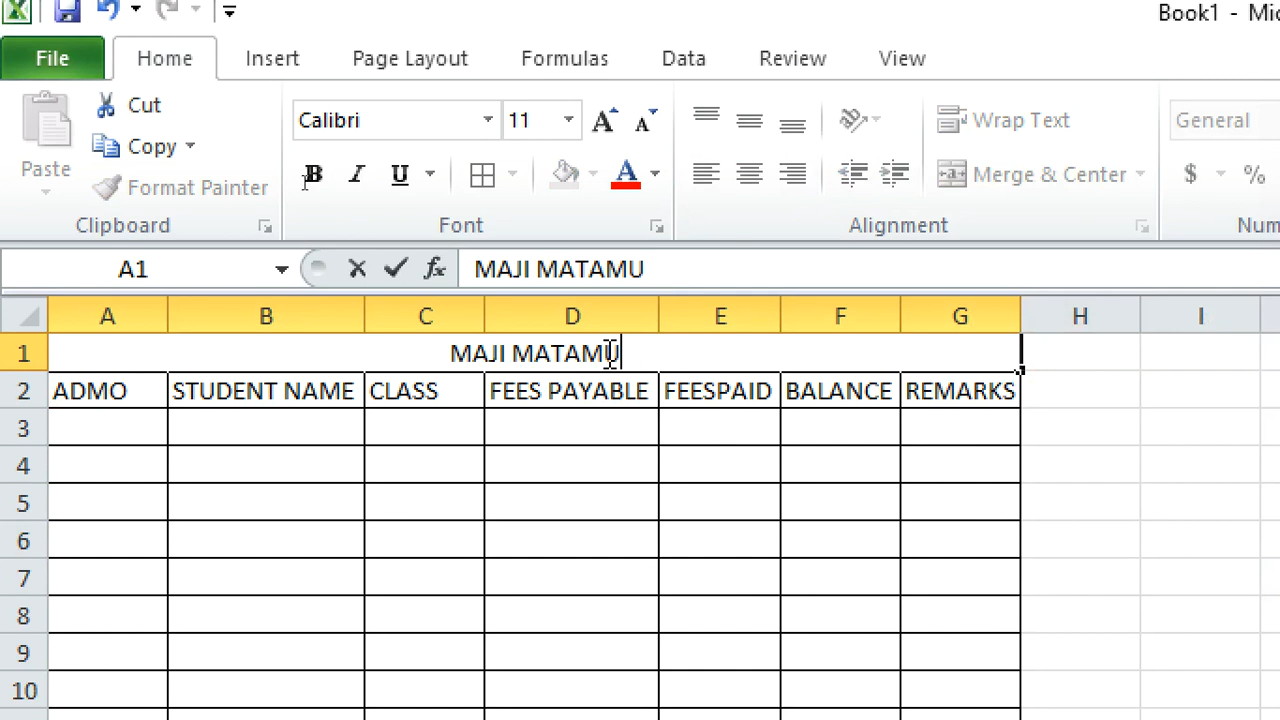 Book1 - Mic
File Home Insert Page Layout Formulas Data Review View
Paste
Cut
Copy
Format Painter
Clipboard
Calibri 11 A A
B I U A
Font
Wrap Text
Merge & Center
Alignment
General
$ %
Num
A1 fx MAJI MATAMU
A B C D E F G H I
1 MAJI MATAMU
2 ADMO STUDENT NAME CLASS FEES PAYABLE FEESPAID BALANCE REMARKS
3
4
5
6
7
8
9
10